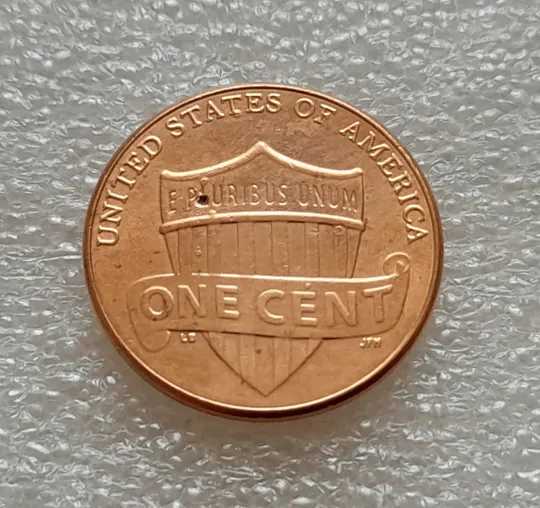 UNITED STATES OF AMERICA
E PLURIBUS UNUM
ONE CENT
LB
JFM